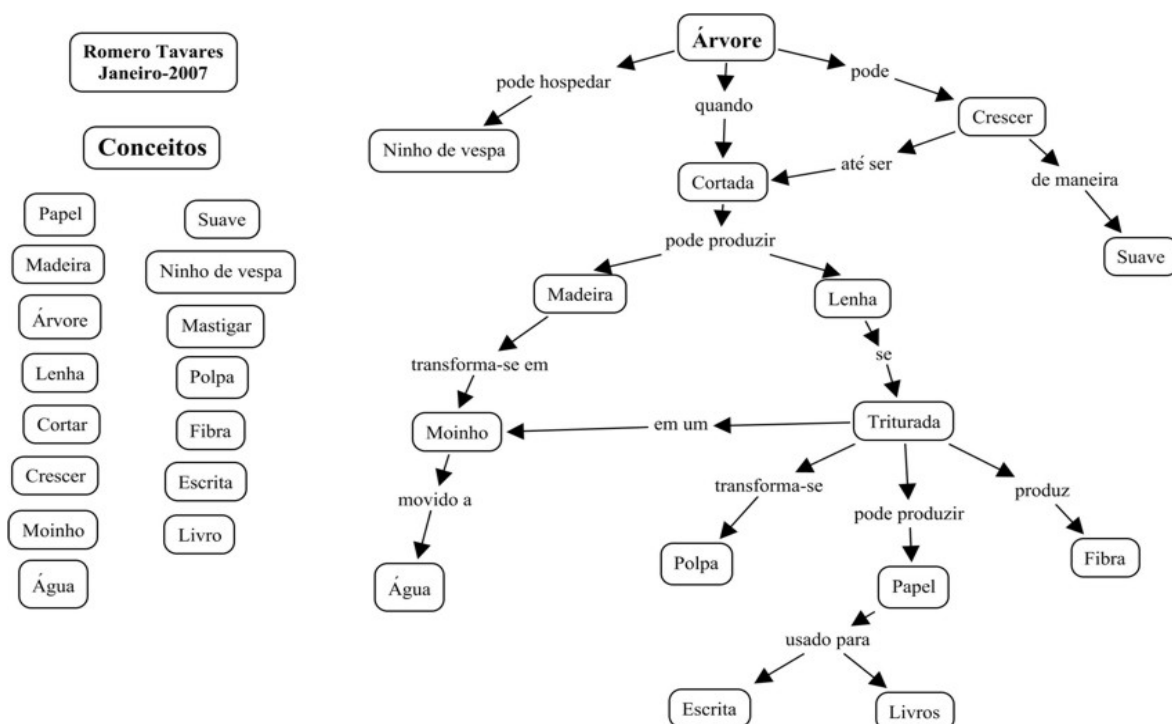 Romero Tavares
Janeiro-2007
Conceitos
Papel
Suave
Madeira
Ninho de vespa
Árvore
Mastigar
Lenha
Polpa
Cortar
Fibra
Crescer
Escrita
Moinho
Livro
Água
Árvore
pode hospedar
quando
pode
Ninho de vespa
Cortada
Crescer
até ser
de maneira
Suave
pode produzir
Madeira
Lenha
transforma-se em
se
Moinho
em um
Triturada
movido a
transforma-se
pode produzir
produz
Água
Polpa
Papel
Fibra
usado para
Escrita
Livros